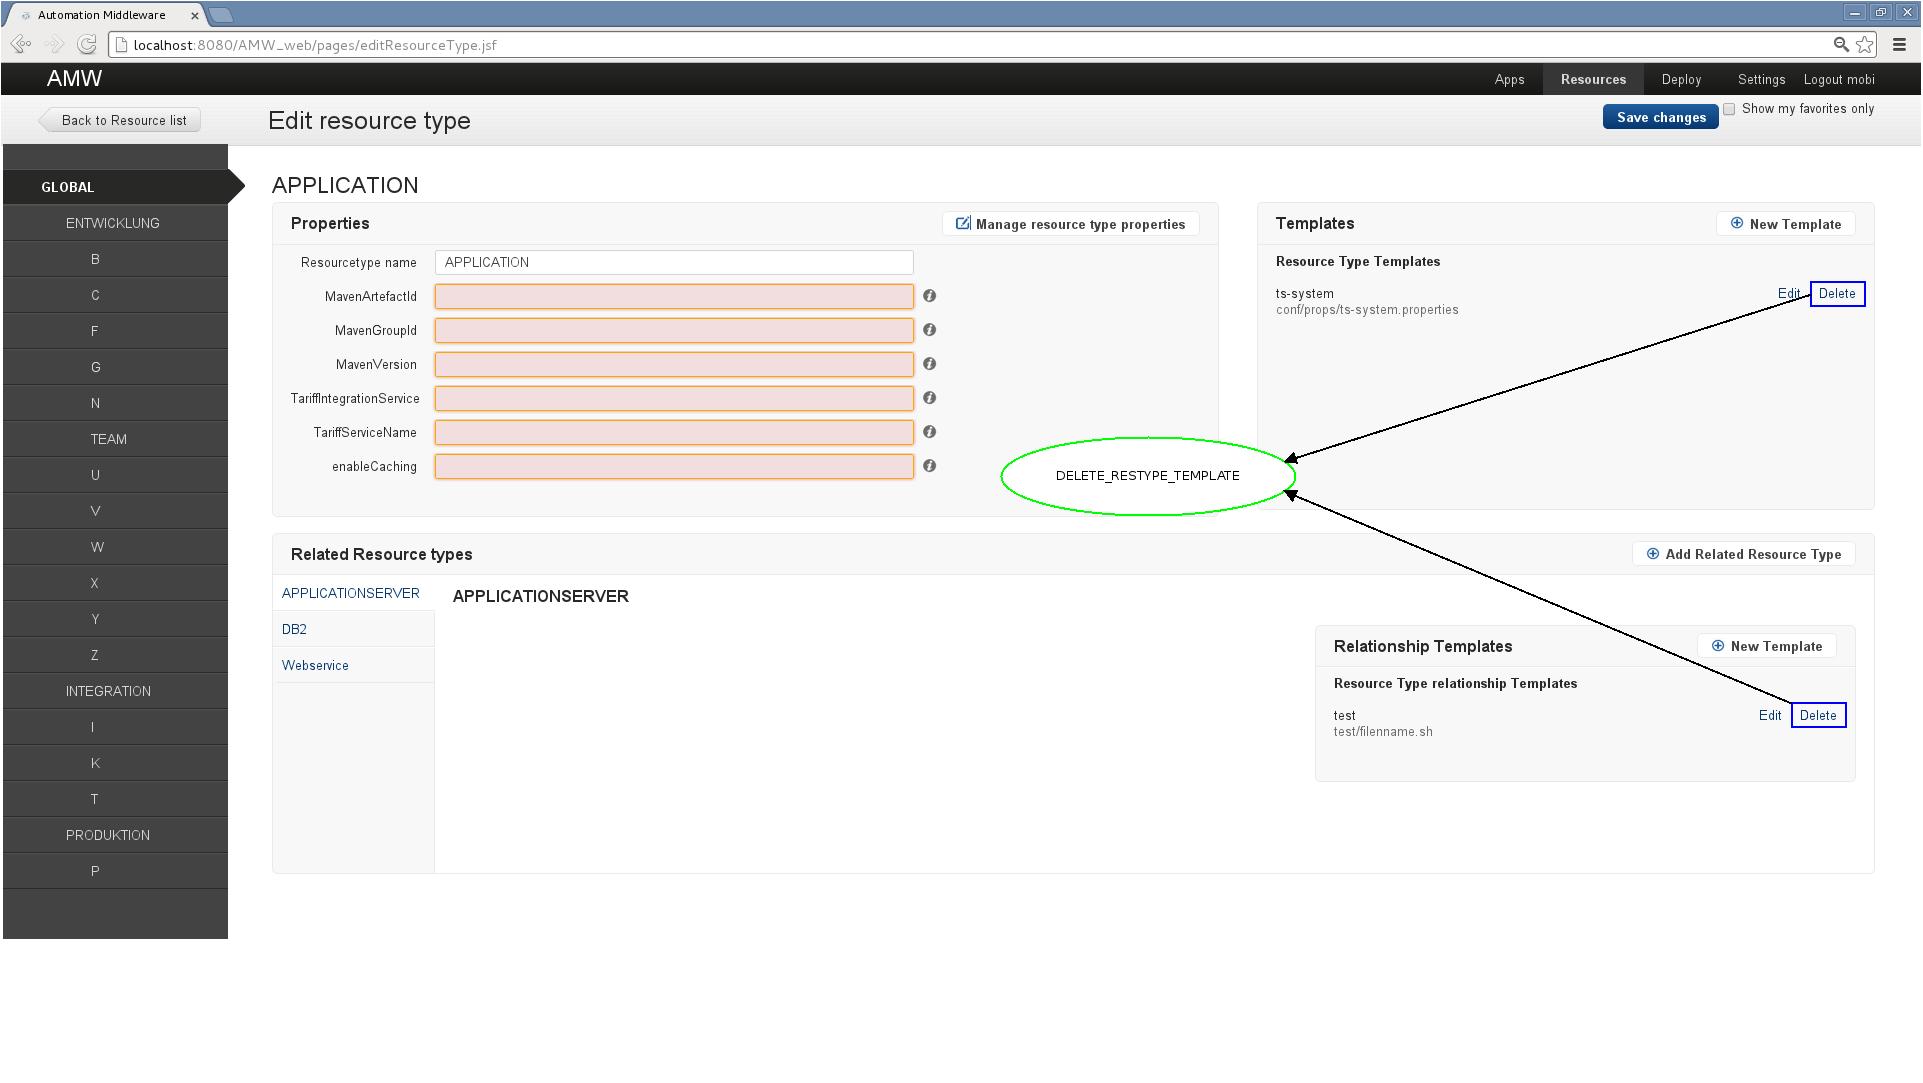 Automation Middleware
localhost:8080/AMW_web/pages/editResourceType.jsf
AMW
Apps
Resources
Deploy
Settings
Logout mobi
Back to Resource list
Edit resource type
Save changes
Show my favorites only
GLOBAL
ENTWICKLUNG
B
C
F
G
N
TEAM
U
V
W
X
Y
Z
INTEGRATION
I
K
T
PRODUKTION
P
APPLICATION
Properties
Manage resource type properties
Resourcetype name
APPLICATION
MavenArtefactId
MavenGroupId
MavenVersion
TariffIntegrationService
TariffServiceName
enableCaching
Templates
New Template
Resource Type Templates
ts-system
Edit
Delete
conf/props/ts-system.properties
DELETE_RESTYPE_TEMPLATE
Related Resource types
Add Related Resource Type
APPLICATIONSERVER
DB2
Webservice
APPLICATIONSERVER
Relationship Templates
New Template
Resource Type relationship Templates
test
Edit
Delete
test/filenname.sh